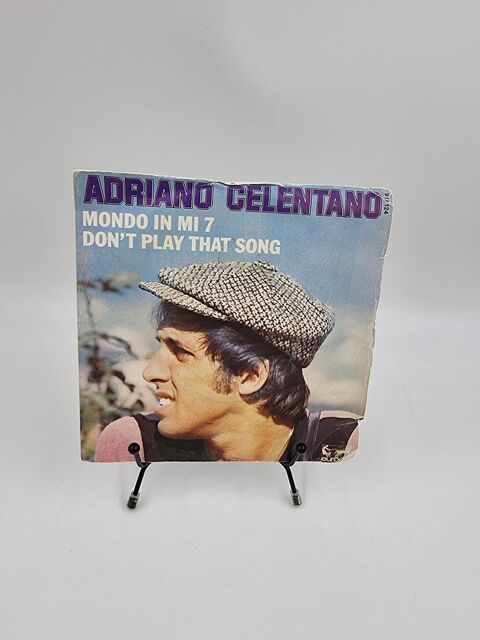 ADRIANO CELENTANO
MONDO IN MI 7
DON'T PLAY THAT SONG